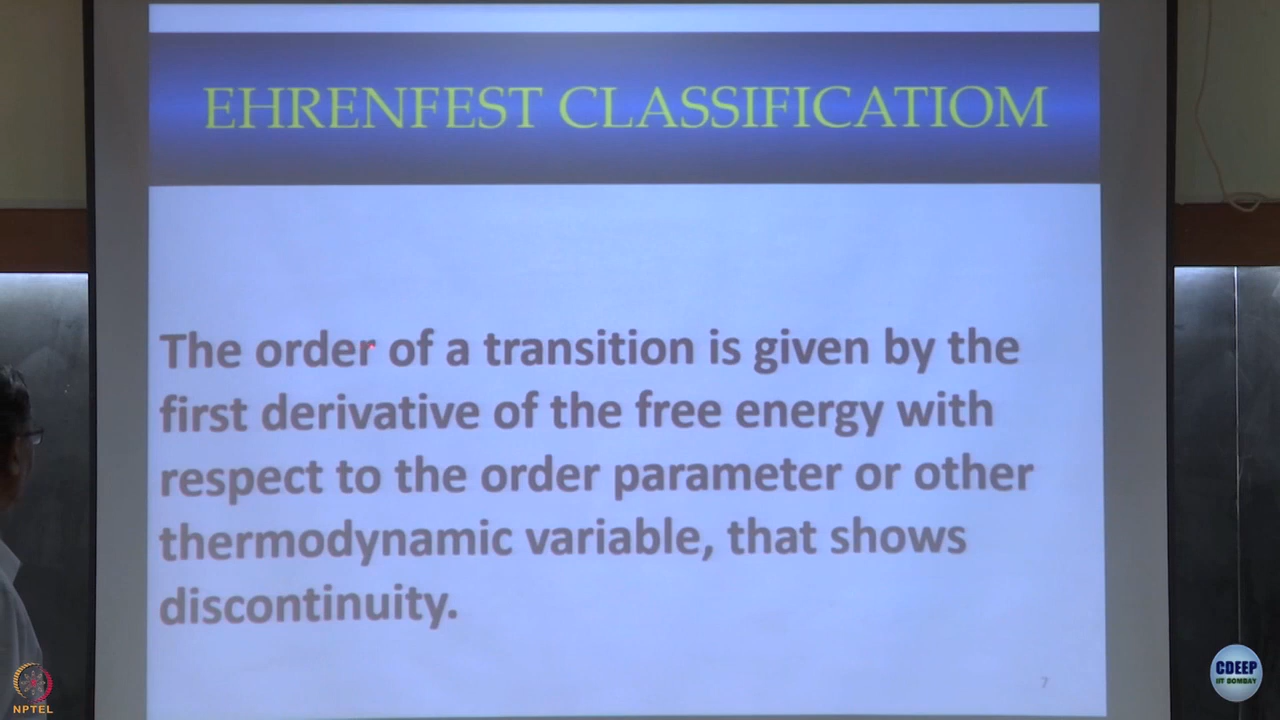 EHRENFEST CLASSIFICATIOM
The order of a transition is given by the
first derivative of the free energy with
respect to the order parameter or other
thermodynamic variable, that shows
discontinuity.
7
NPTEL
CDEEP
IIT BOMBAY